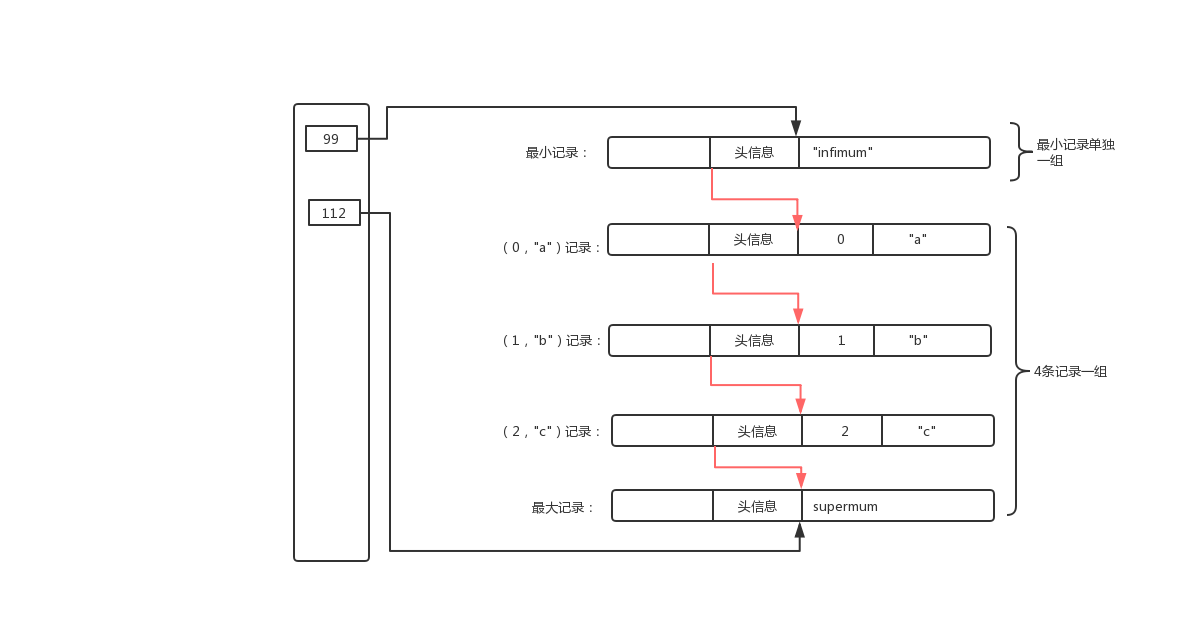 99
最小记录：
头信息
"infimum"
最小记录单独
一组
112
（0，"a"）记录：
头信息
0
"a"
（1，"b"）记录：
头信息
1
"b"
4条记录一组
（2，"c"）记录：
头信息
2
"c"
最大记录：
头信息
supermum